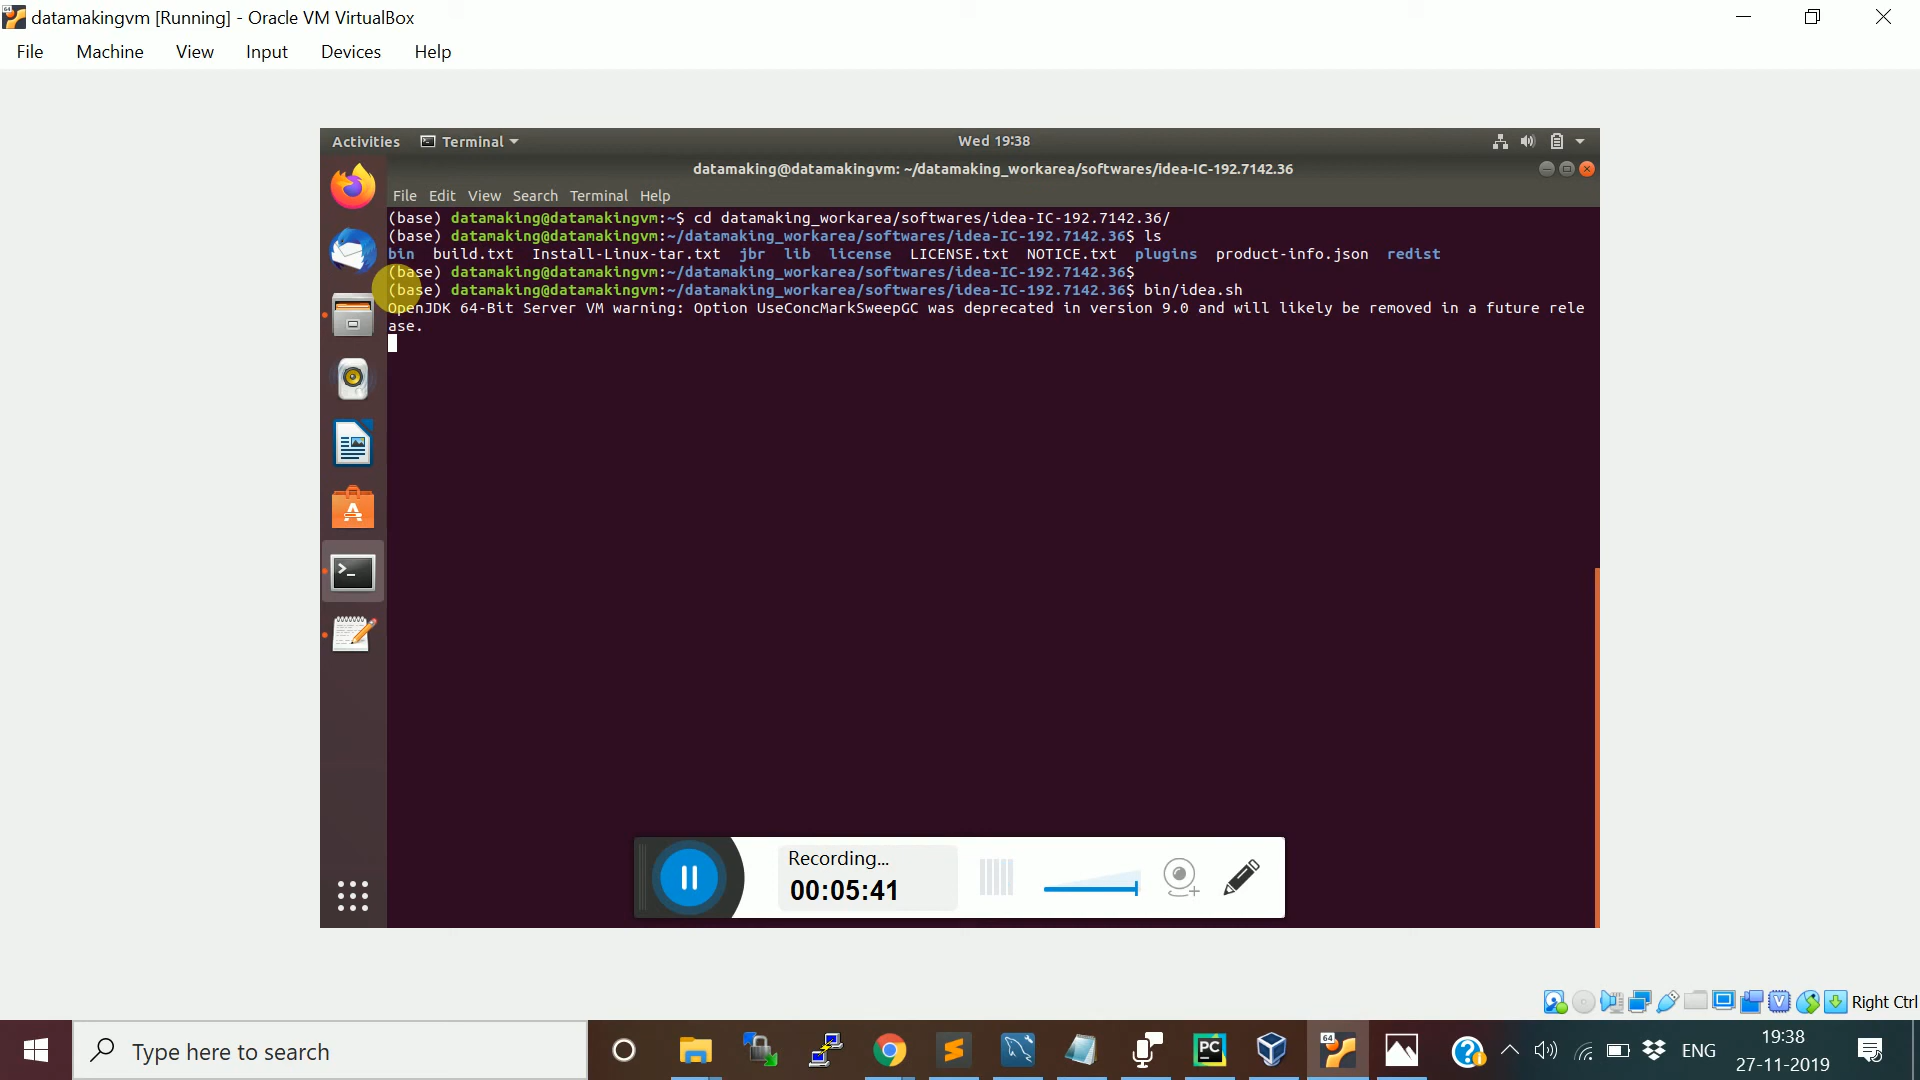 datamakingvm [Running] - Oracle VM VirtualBox
File Machine View Input Devices Help
Activities Terminal Wed 19:38
datamaking@datamakingvm: ~/datamaking_workarea/softwares/idea-IC-192.7142.36
File Edit View Search Terminal Help
(base) datamaking@datamakingvm:~$ cd datamaking_workarea/softwares/idea-IC-192.7142.36/
(base) datamaking@datamakingvm:~/datamaking_workarea/softwares/idea-IC-192.7142.36$ ls
bin build.txt Install-Linux-tar.txt jbr lib license LICENSE.txt NOTICE.txt plugins product-info.json redist
(base) datamaking@datamakingvm:~/datamaking_workarea/softwares/idea-IC-192.7142.36$
(base) datamaking@datamakingvm:~/datamaking_workarea/softwares/idea-IC-192.7142.36$ bin/idea.sh
OpenJDK 64-Bit Server VM warning: Option UseConcMarkSweepGC was deprecated in version 9.0 and will likely be removed in a future rele
ase.
Recording...
00:05:41
Right Ctrl
Type here to search
PC
64
ENG
19:38
27-11-2019